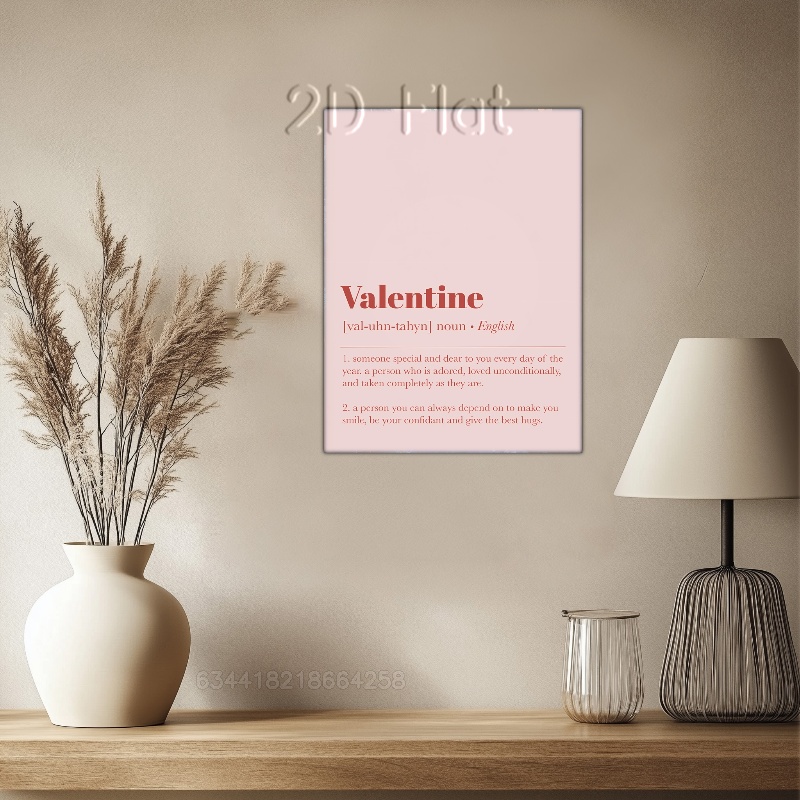 2D Flat
Valentine
[val-uhn-tahyn] noun • English
1. someone special and dear to you every day of the
year. a person who is adored, loved unconditionally,
and taken completely as they are.
2. a person you can always depend on to make you
smile, be your confidant and give the best hugs.
634418218664258